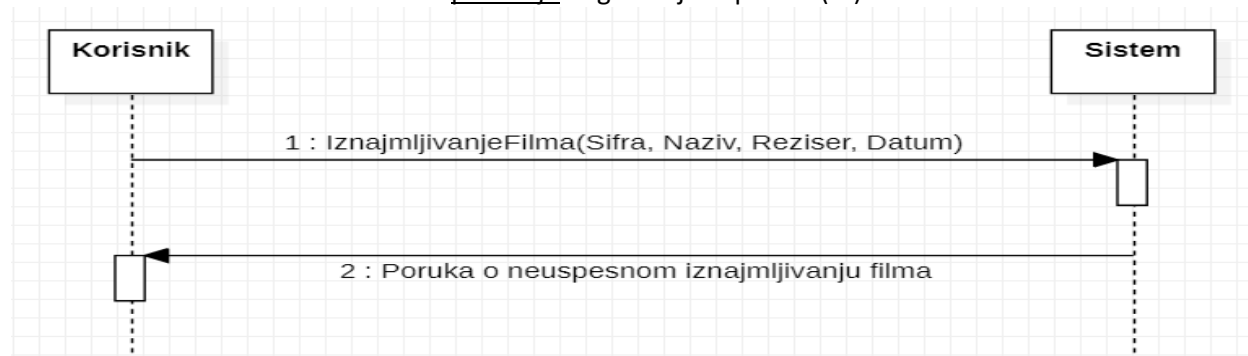 Korisnik
Sistem
1 : IznajmljivanjeFilma(Sifra, Naziv, Reziser, Datum)
2 : Poruka o neuspesnom iznajmljivanju filma